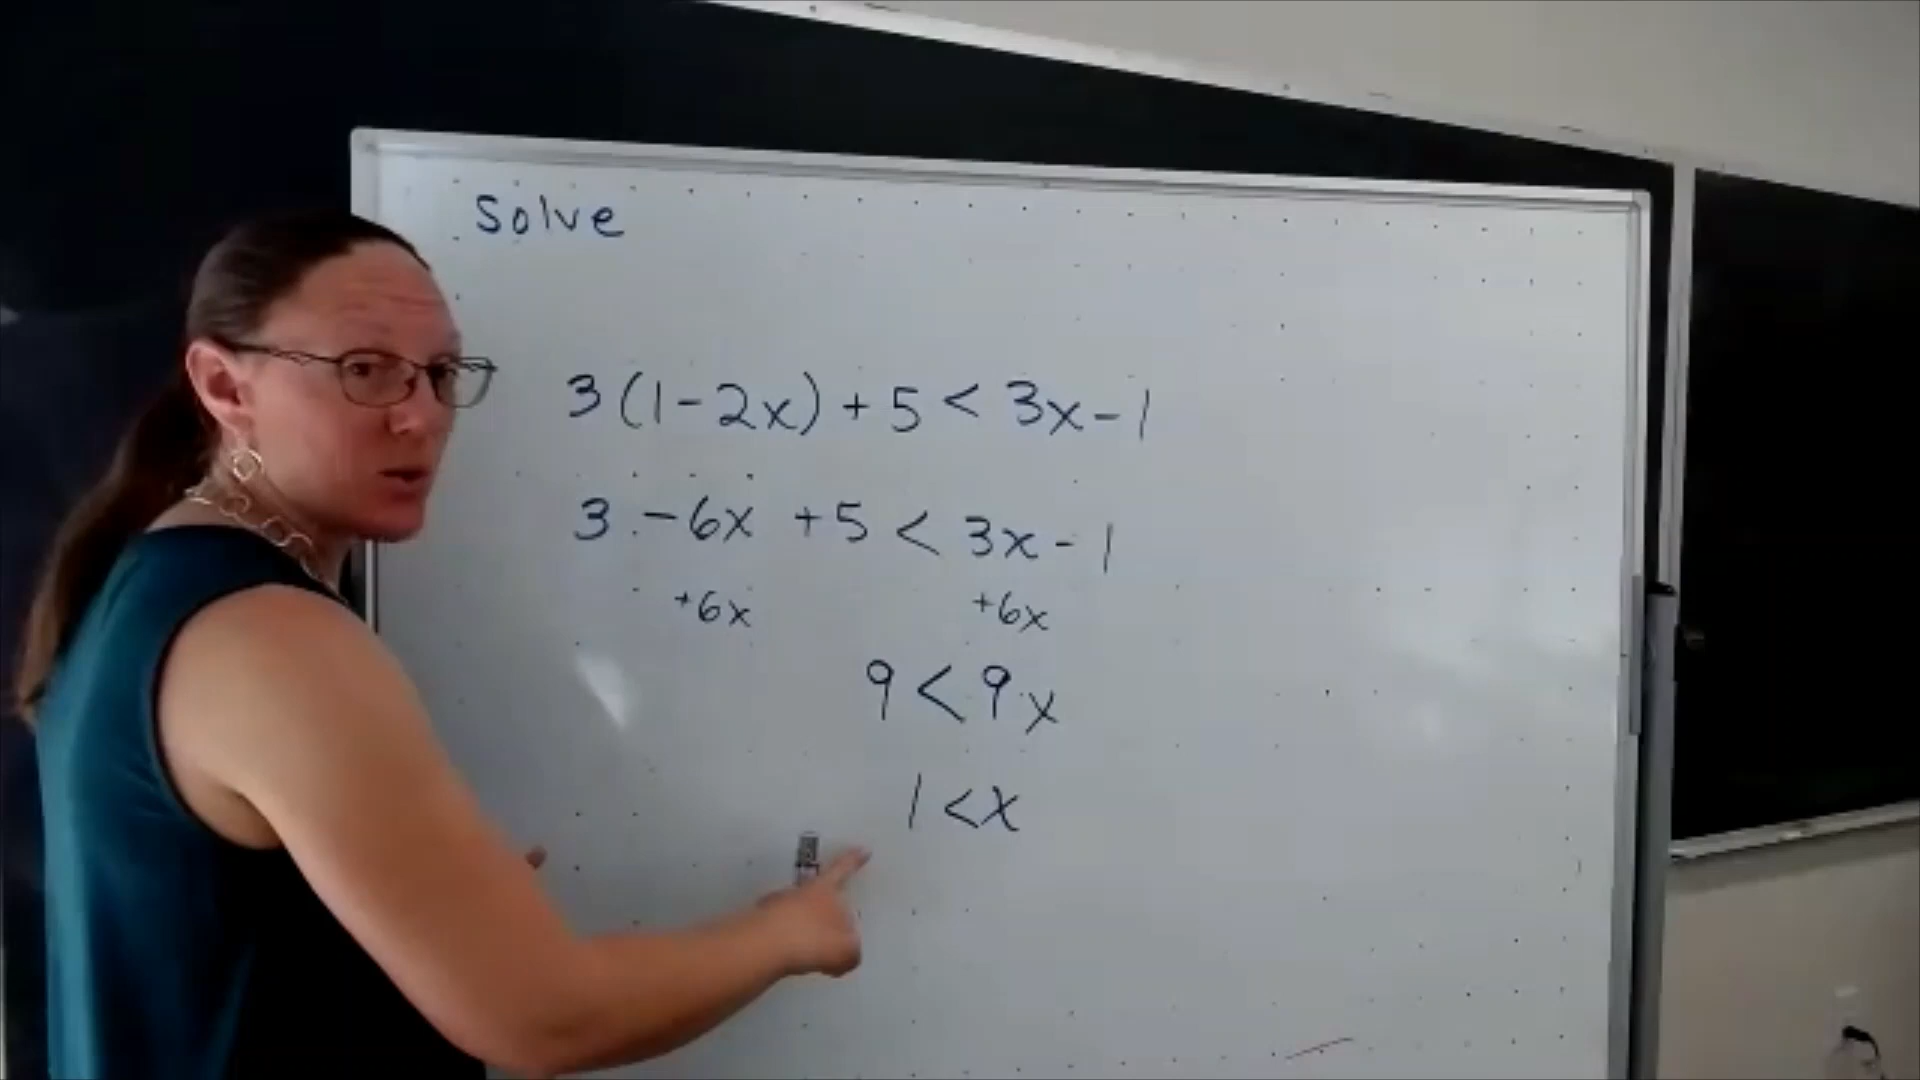 Solve
3(1-2x)+5<3x-1
3-6x+5<3x-1
+6x +6x
9<9x
1<x